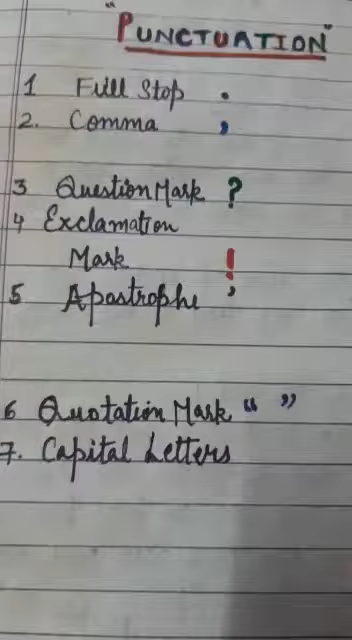 "PUNCTUATION"
1 Full Stop .
2. Comma ,
3 Question Mark ?
4 Exclamation
Mark !
5 Apostrophe ’
6 Quotation Mark “ ”
7. Capital Letters